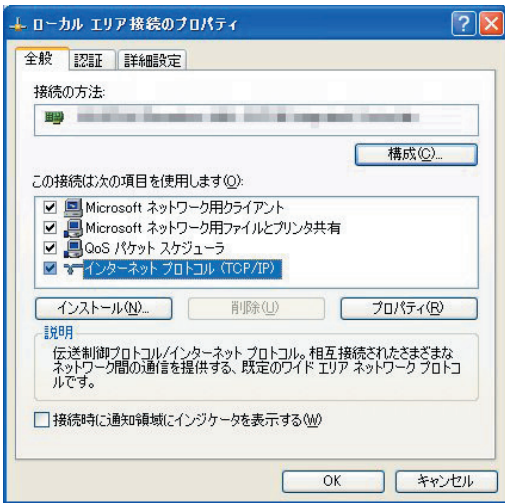 ローカル エリア接続のプロパティ
全般 認証 詳細設定
接続の方法:
構成(C)...
この接続は次の項目を使用します(O):
Microsoft ネットワーク用クライアント
Microsoft ネットワーク用ファイルとプリンタ共有
QoS パケット スケジューラ
インターネット プロトコル (TCP/IP)
インストール(N)... 削除(U) プロパティ(R)
説明
伝送制御プロトコル/インターネット プロトコル。相互接続されたさまざまな
ネットワーク間の通信を提供する、既定のワイド エリア ネットワーク プロトコ
ルです。
接続時に通知領域にインジケータを表示する(W)
OK キャンセル